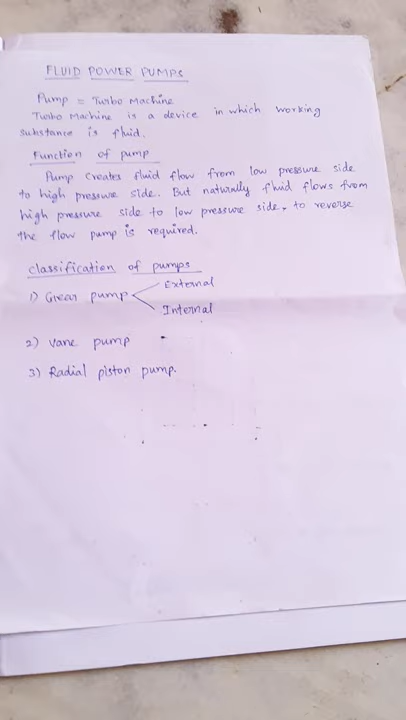 FLUID POWER PUMPS
Pump = Turbo Machine
Turbo Machine is a device in which working
substance is fluid.
Function of pump
Pump creates fluid flow from low pressure side
to high pressure side. But naturally fluid flows from
high pressure side to low pressure side, to reverse
the flow pump is required.
classification of pumps
External
1) Gear pump
Internal
2) Vane pump
3) Radial piston pump.